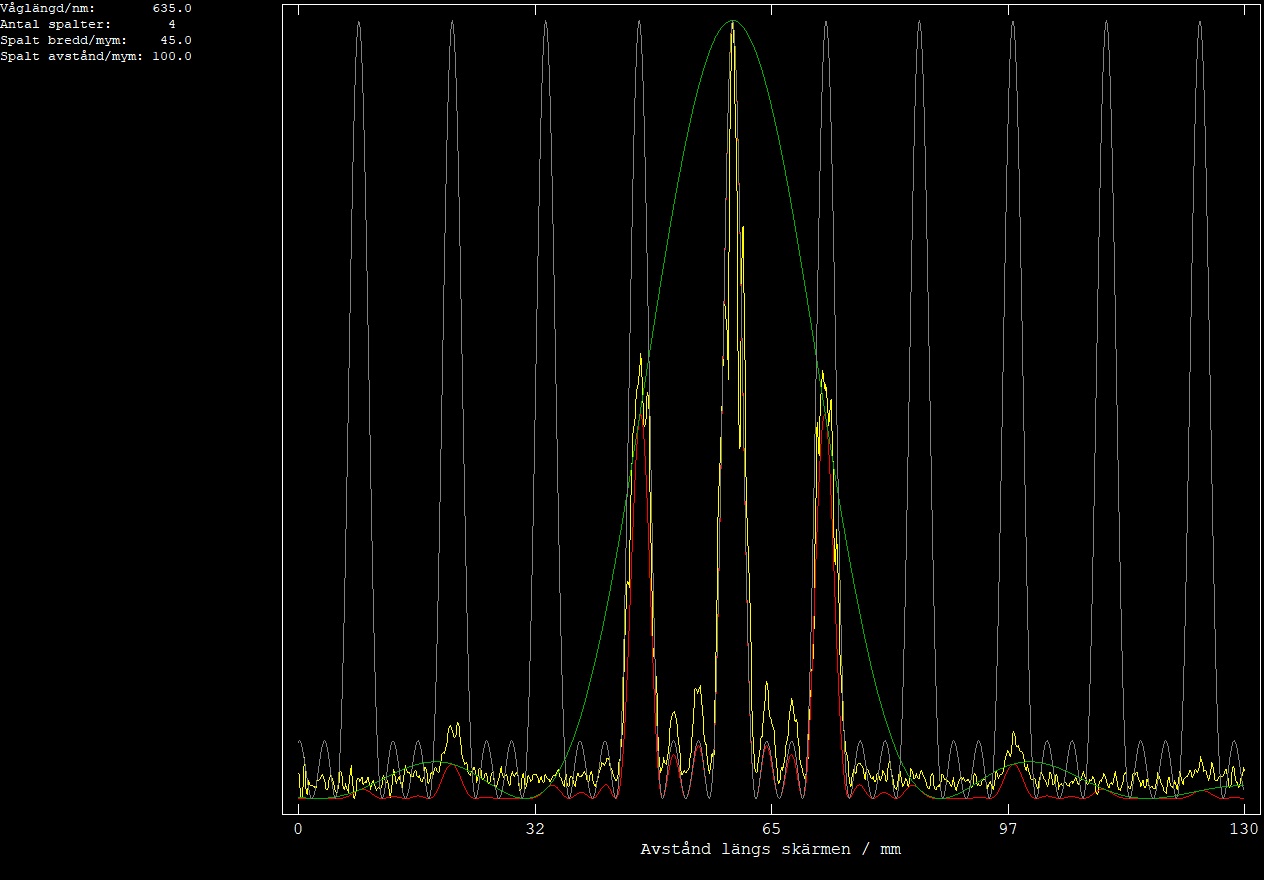 Våglängd/nm: 635.0
Antal spalter: 4
Spalt bredd/mym: 45.0
Spalt avstånd/mym: 100.0
0 32 65 97 130
Avstånd längs skärmen / mm